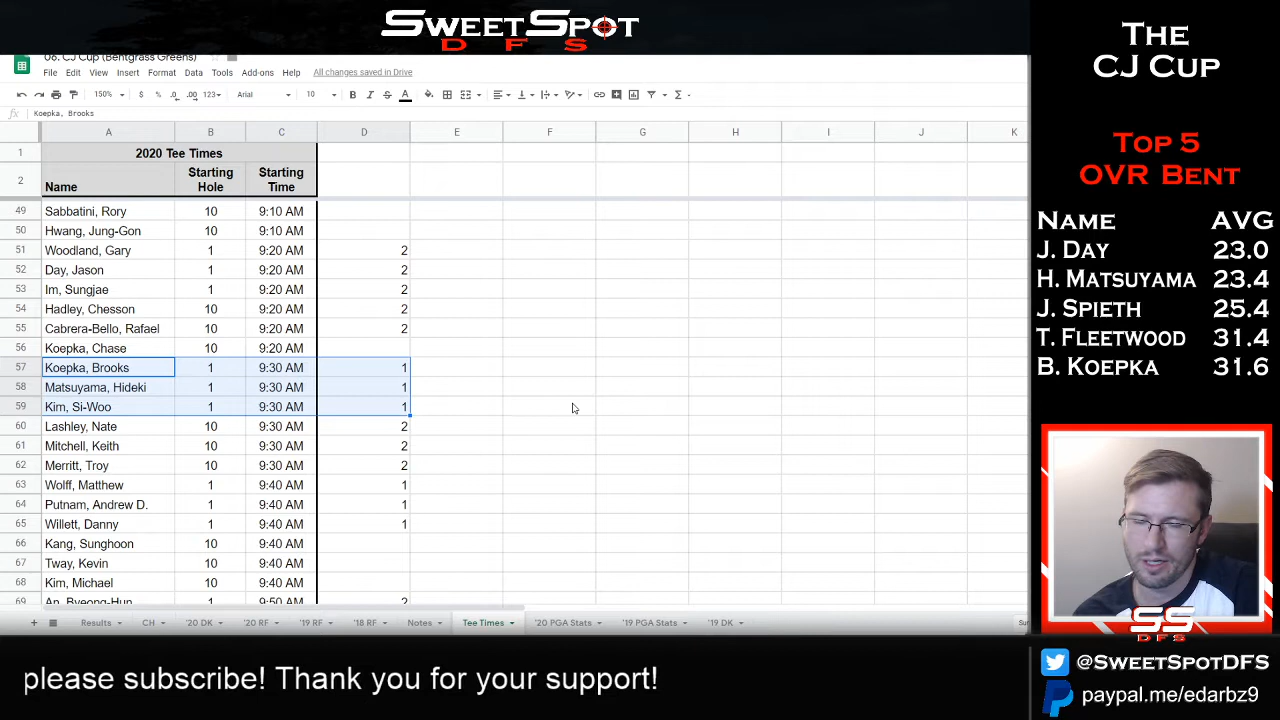 SweetSpot
DFS
06. CJ Cup (Bentgrass Greens)
File Edit View Insert Format Data Tools Add-ons Help All changes saved in Drive
150% $ % .0 .00 123 Arial 10 B I S A
fx Koepka, Brooks
A B C D E F G H I J K
1 2020 Tee Times
2 Name Starting Hole Starting Time
49 Sabbatini, Rory 10 9:10 AM
50 Hwang, Jung-Gon 10 9:10 AM
51 Woodland, Gary 1 9:20 AM 2
52 Day, Jason 1 9:20 AM 2
53 Im, Sungjae 1 9:20 AM 2
54 Hadley, Chesson 10 9:20 AM 2
55 Cabrera-Bello, Rafael 10 9:20 AM 2
56 Koepka, Chase 10 9:20 AM
57 Koepka, Brooks 1 9:30 AM 1
58 Matsuyama, Hideki 1 9:30 AM 1
59 Kim, Si-Woo 1 9:30 AM 1
60 Lashley, Nate 10 9:30 AM 2
61 Mitchell, Keith 10 9:30 AM 2
62 Merritt, Troy 10 9:30 AM 2
63 Wolff, Matthew 1 9:40 AM 1
64 Putnam, Andrew D. 1 9:40 AM 1
65 Willett, Danny 1 9:40 AM 1
66 Kang, Sunghoon 10 9:40 AM
67 Tway, Kevin 10 9:40 AM
68 Kim, Michael 10 9:40 AM
69 An, Byeong-Hun 1 9:50 AM 2
Results CH '20 DK '20 RF '19 RF '18 RF Notes Tee Times '20 PGA Stats '19 PGA Stats '19 DK
The
CJ Cup
Top 5
OVR Bent
Name AVG
J. Day 23.0
H. Matsuyama 23.4
J. Spieth 25.4
T. Fleetwood 31.4
B. Koepka 31.6
SS
DFS
please subscribe! Thank you for your support!
@SweetSpotDFS
paypal.me/edarbz9